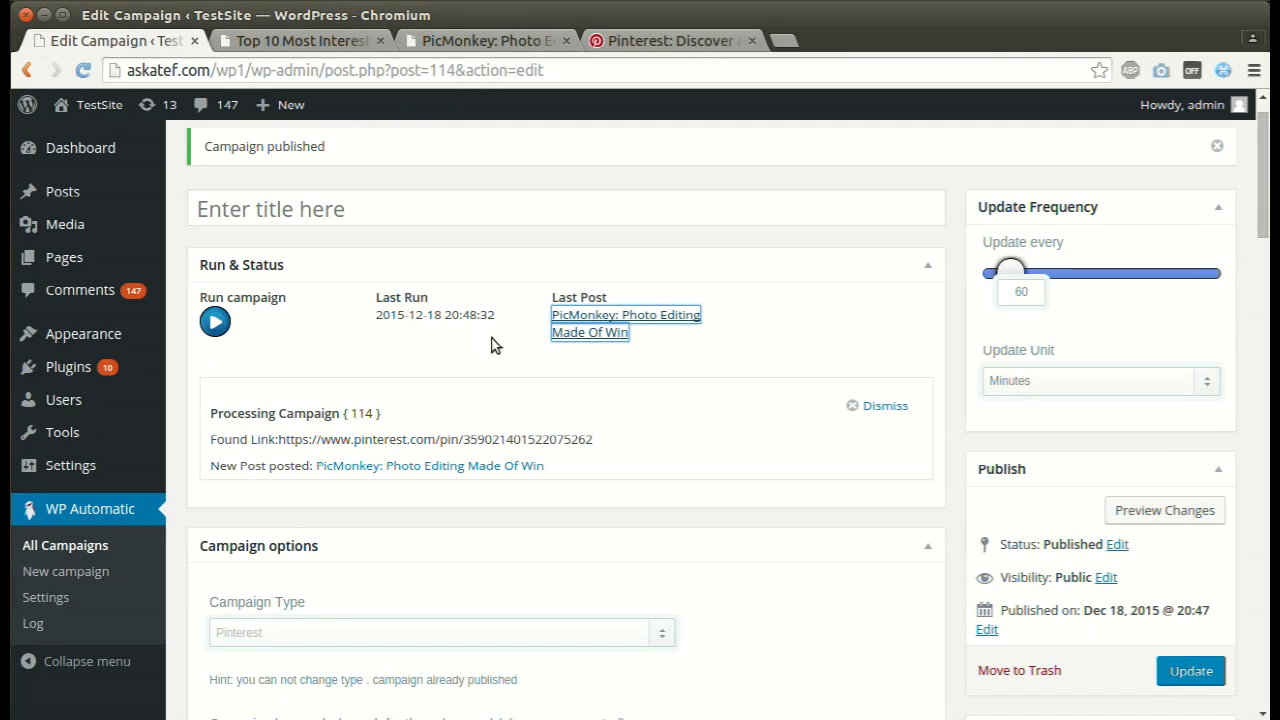 Edit Campaign ‹ TestSite — WordPress - Chromium
Edit Campaign ‹ Test
Top 10 Most Interest
PicMonkey: Photo E
Pinterest: Discover
askatef.com/wp1/wp-admin/post.php?post=114&action=edit
ABP
OFF
TestSite
13
147
New
Howdy, admin
Dashboard
Posts
Media
Pages
Comments 147
Appearance
Plugins 10
Users
Tools
Settings
WP Automatic
All Campaigns
New campaign
Settings
Log
Collapse menu
Campaign published
Enter title here
Run & Status
Run campaign
Last Run
2015-12-18 20:48:32
Last Post
PicMonkey: Photo Editing
Made Of Win
Dismiss
Processing Campaign { 114 }
Found Link:https://www.pinterest.com/pin/359021401522075262
New Post posted: PicMonkey: Photo Editing Made Of Win
Campaign options
Campaign Type
Pinterest
Hint: you can not change type . campaign already published
Update Frequency
Update every
60
Update Unit
Minutes
Publish
Preview Changes
Status: Published Edit
Visibility: Public Edit
Published on: Dec 18, 2015 @ 20:47
Edit
Move to Trash
Update